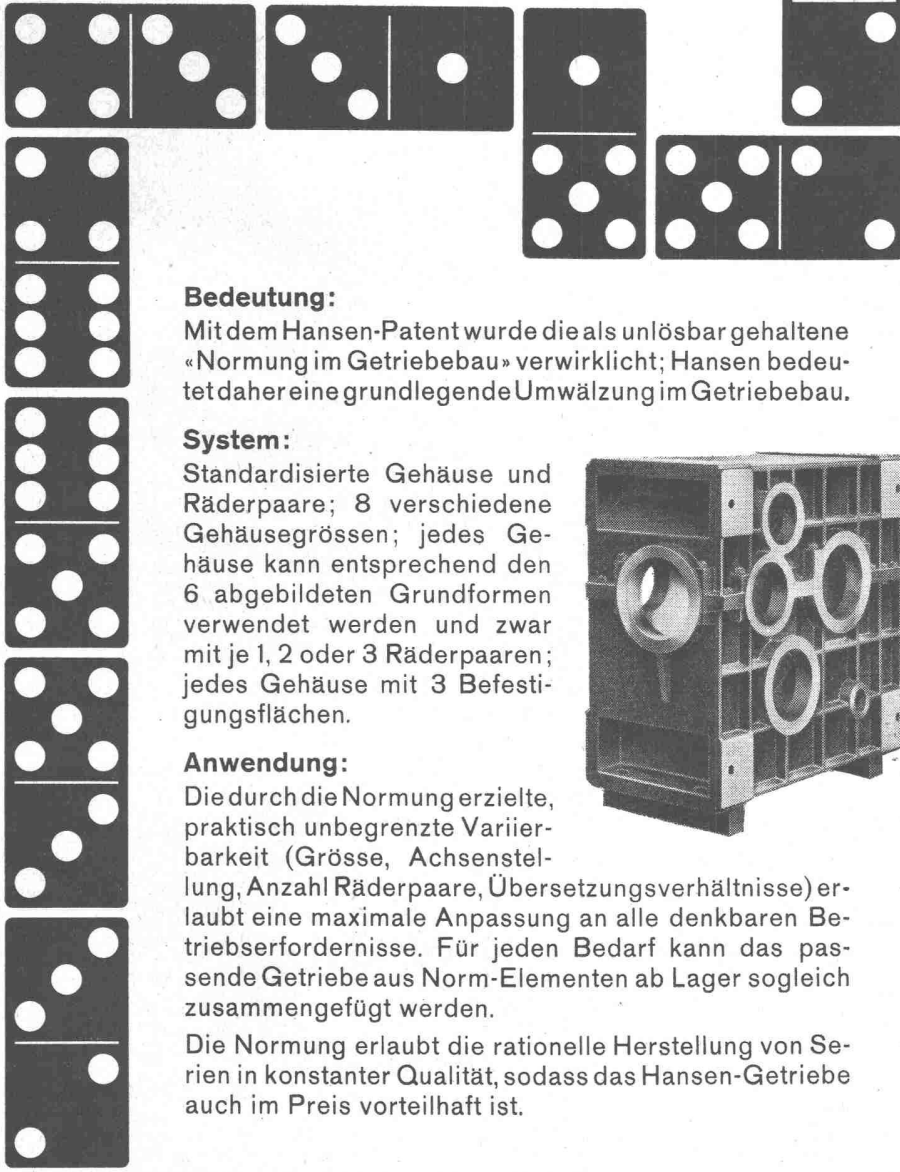 Bedeutung:
Mit dem Hansen-Patent wurde die als unlösbar gehaltene
«Normung im Getriebebau» verwirklicht; Hansen bedeu-
tet daher eine grundlegende Umwälzung im Getriebebau.
System:
Standardisierte Gehäuse und
Räderpaare; 8 verschiedene
Gehäusegrössen; jedes Ge-
häuse kann entsprechend den
6 abgebildeten Grundformen
verwendet werden und zwar
mit je 1, 2 oder 3 Räderpaaren;
jedes Gehäuse mit 3 Befesti-
gungsflächen.
Anwendung:
Die durch die Normung erzielte,
praktisch unbegrenzte Variier-
barkeit (Grösse, Achsenstel-
lung, Anzahl Räderpaare, Übersetzungsverhältnisse) er-
laubt eine maximale Anpassung an alle denkbaren Be-
triebserfordernisse. Für jeden Bedarf kann das pas-
sende Getriebe aus Norm-Elementen ab Lager sogleich
zusammengefügt werden.
Die Normung erlaubt die rationelle Herstellung von Se-
rien in konstanter Qualität, sodass das Hansen-Getriebe
auch im Preis vorteilhaft ist.